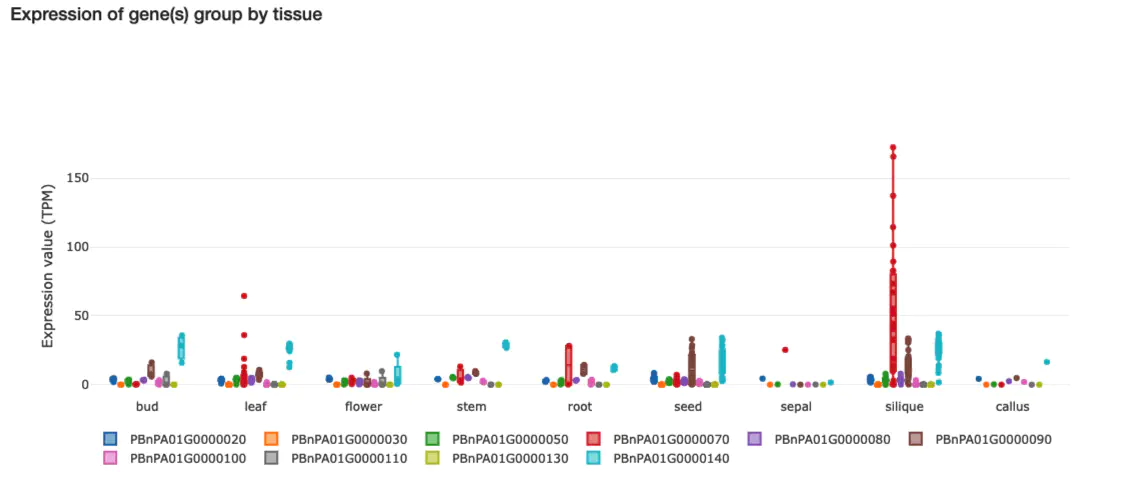 Expression of gene(s) group by tissue
Expression value (TPM)
150
100
50
0
bud leaf flower stem root seed sepal silique callus
PBnPA01G0000020 PBnPA01G0000030 PBnPA01G0000050 PBnPA01G0000070 PBnPA01G0000080 PBnPA01G0000090
PBnPA01G0000100 PBnPA01G0000110 PBnPA01G0000130 PBnPA01G0000140